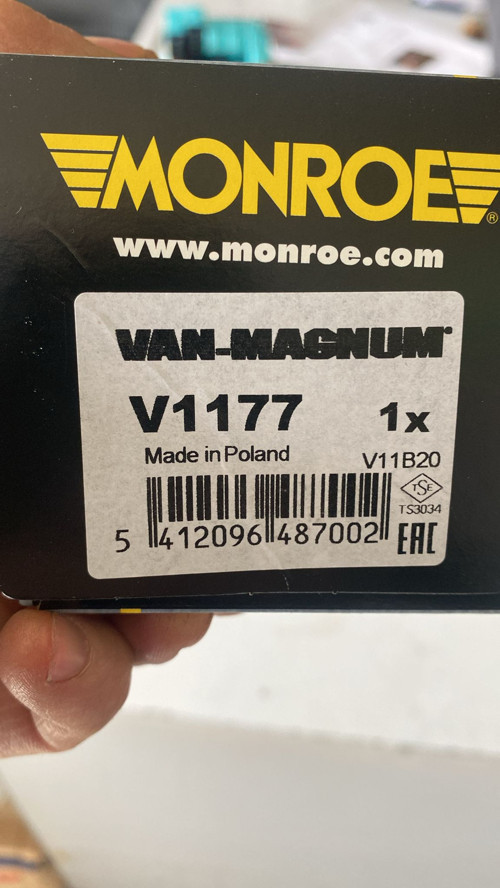 MONROE®
www.monroe.com
VAN-MAGNUM®
V1177 1x
Made in Poland V11B20
TSE
TS3034
5 412096 487002 EAC